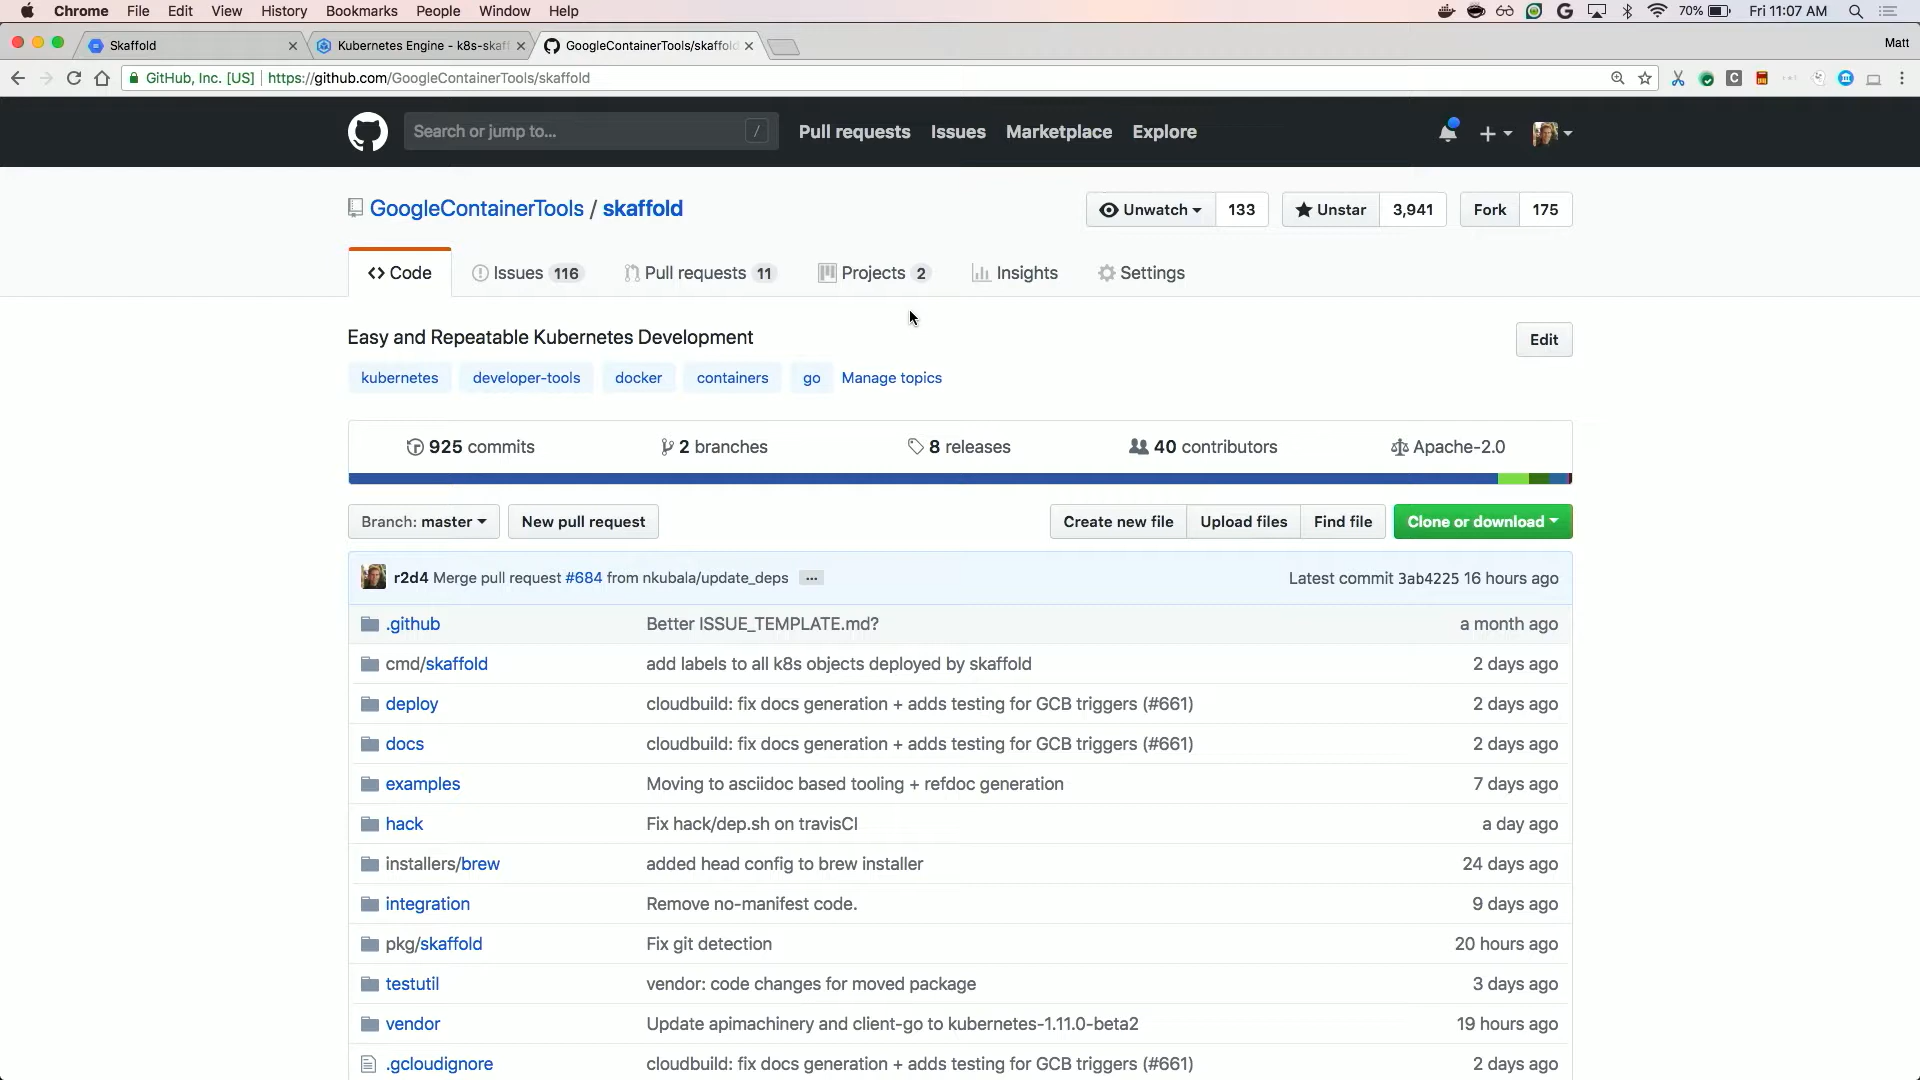 Chrome File Edit View History Bookmarks People Window Help 70% Fri 11:07 AM
Skaffold Kubernetes Engine - k8s-skaf GoogleContainerTools/skaffold Matt
GitHub, Inc. [US] https://github.com/GoogleContainerTools/skaffold
Search or jump to... / Pull requests Issues Marketplace Explore
GoogleContainerTools / skaffold Unwatch 133 Unstar 3,941 Fork 175
Code Issues 116 Pull requests 11 Projects 2 Insights Settings
Easy and Repeatable Kubernetes Development Edit
kubernetes developer-tools docker containers go Manage topics
925 commits 2 branches 8 releases 40 contributors Apache-2.0
Branch: master New pull request Create new file Upload files Find file Clone or download
r2d4 Merge pull request #684 from nkubala/update_deps ... Latest commit 3ab4225 16 hours ago
.github Better ISSUE_TEMPLATE.md? a month ago
cmd/skaffold add labels to all k8s objects deployed by skaffold 2 days ago
deploy cloudbuild: fix docs generation + adds testing for GCB triggers (#661) 2 days ago
docs cloudbuild: fix docs generation + adds testing for GCB triggers (#661) 2 days ago
examples Moving to asciidoc based tooling + refdoc generation 7 days ago
hack Fix hack/dep.sh on travisCI a day ago
installers/brew added head config to brew installer 24 days ago
integration Remove no-manifest code. 9 days ago
pkg/skaffold Fix git detection 20 hours ago
testutil vendor: code changes for moved package 3 days ago
vendor Update apimachinery and client-go to kubernetes-1.11.0-beta2 19 hours ago
.gcloudignore cloudbuild: fix docs generation + adds testing for GCB triggers (#661) 2 days ago